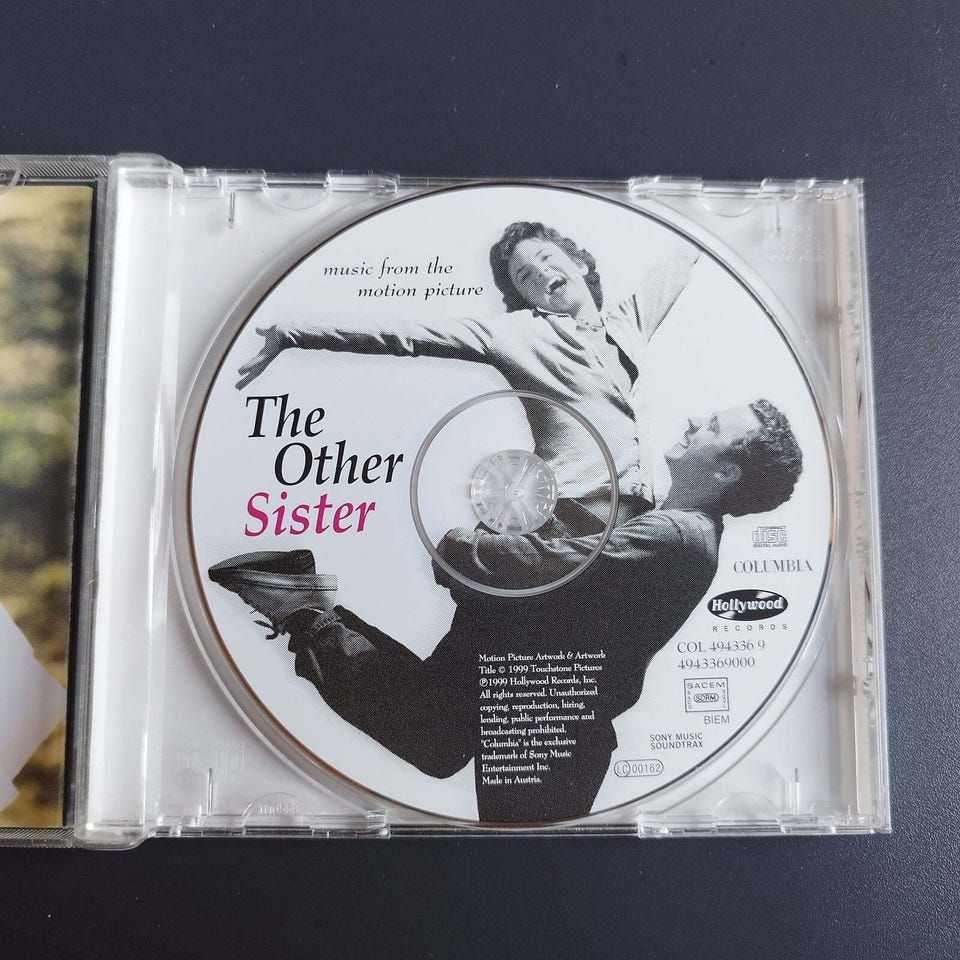 music from the
motion picture
The
Other
Sister
COMPACT
disc
DIGITAL AUDIO
COLUMBIA
Hollywood
RECORDS
COL 494336 9
4943369000
SACEM
SDRM
BIEM
SONY MUSIC
SOUNDTRAX
LC 00162
Motion Picture Artwork & Artwork
Title © 1999 Touchstone Pictures
℗1999 Hollywood Records, Inc.
All rights reserved. Unauthorized
copying, reproduction, hiring,
lending, public performance and
broadcasting prohibited.
"Columbia" is the exclusive
trademark of Sony Music
Entertainment Inc.
Made in Austria.